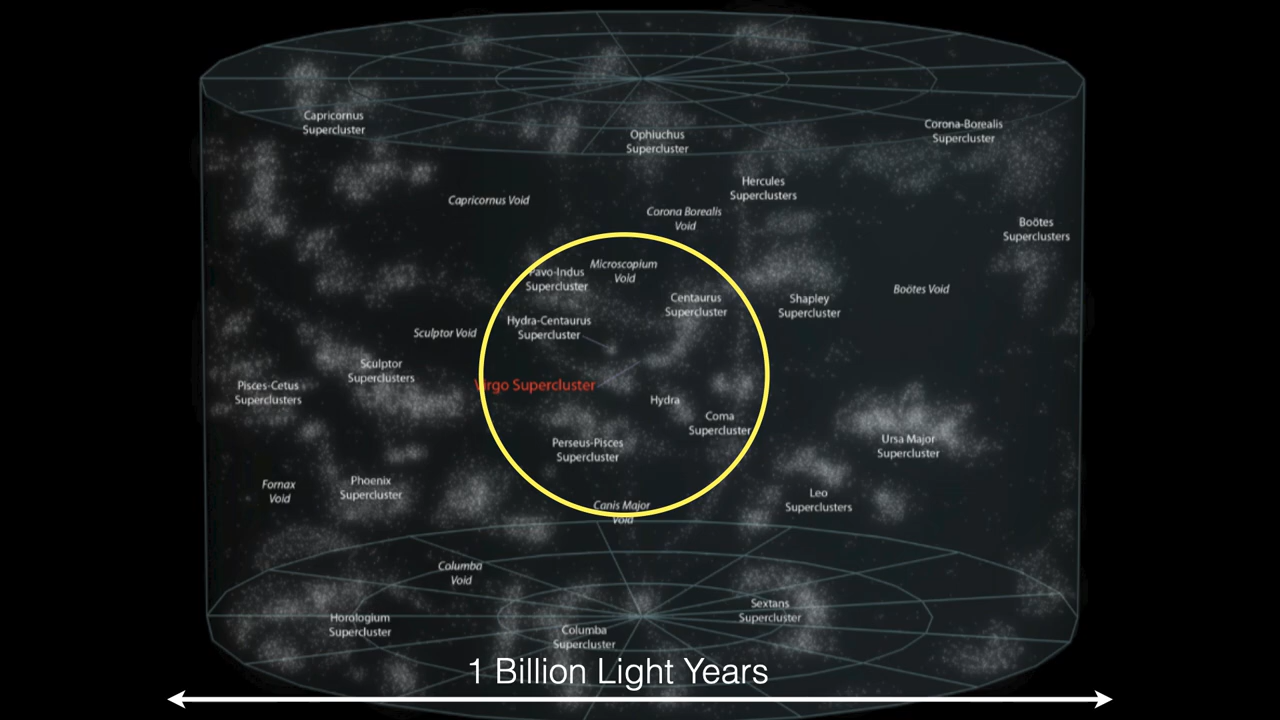 Capricornus
Supercluster
Ophiuchus
Supercluster
Corona-Borealis
Supercluster
Hercules
Superclusters
Capricornus Void
Corona Borealis
Void
Boötes
Superclusters
Pavo-Indus
Supercluster
Microscopium
Void
Boötes Void
Centaurus
Supercluster
Shapley
Supercluster
Hydra-Centaurus
Supercluster
Sculptor Void
Sculptor
Superclusters
Pisces-Cetus
Superclusters
Virgo Supercluster
Hydra
Coma
Supercluster
Perseus-Pisces
Supercluster
Ursa Major
Supercluster
Fornax
Void
Phoenix
Supercluster
Leo
Superclusters
Canis Major
Void
Columba
Void
Horologium
Supercluster
Columba
Supercluster
Sextans
Supercluster
1 Billion Light Years